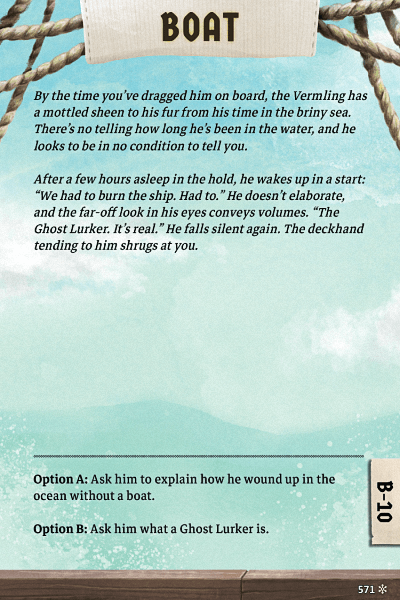 BOAT
By the time you’ve dragged him on board, the Vermling has
a mottled sheen to his fur from his time in the briny sea.
There’s no telling how long he’s been in the water, and he
looks to be in no condition to tell you.
After a few hours asleep in the hold, he wakes up in a start:
“We had to burn the ship. Had to.” He doesn’t elaborate,
and the far-off look in his eyes conveys volumes. “The
Ghost Lurker. It’s real.” He falls silent again. The deckhand
tending to him shrugs at you.
Option A: Ask him to explain how he wound up in the
ocean without a boat.
Option B: Ask him what a Ghost Lurker is.
B-10
571